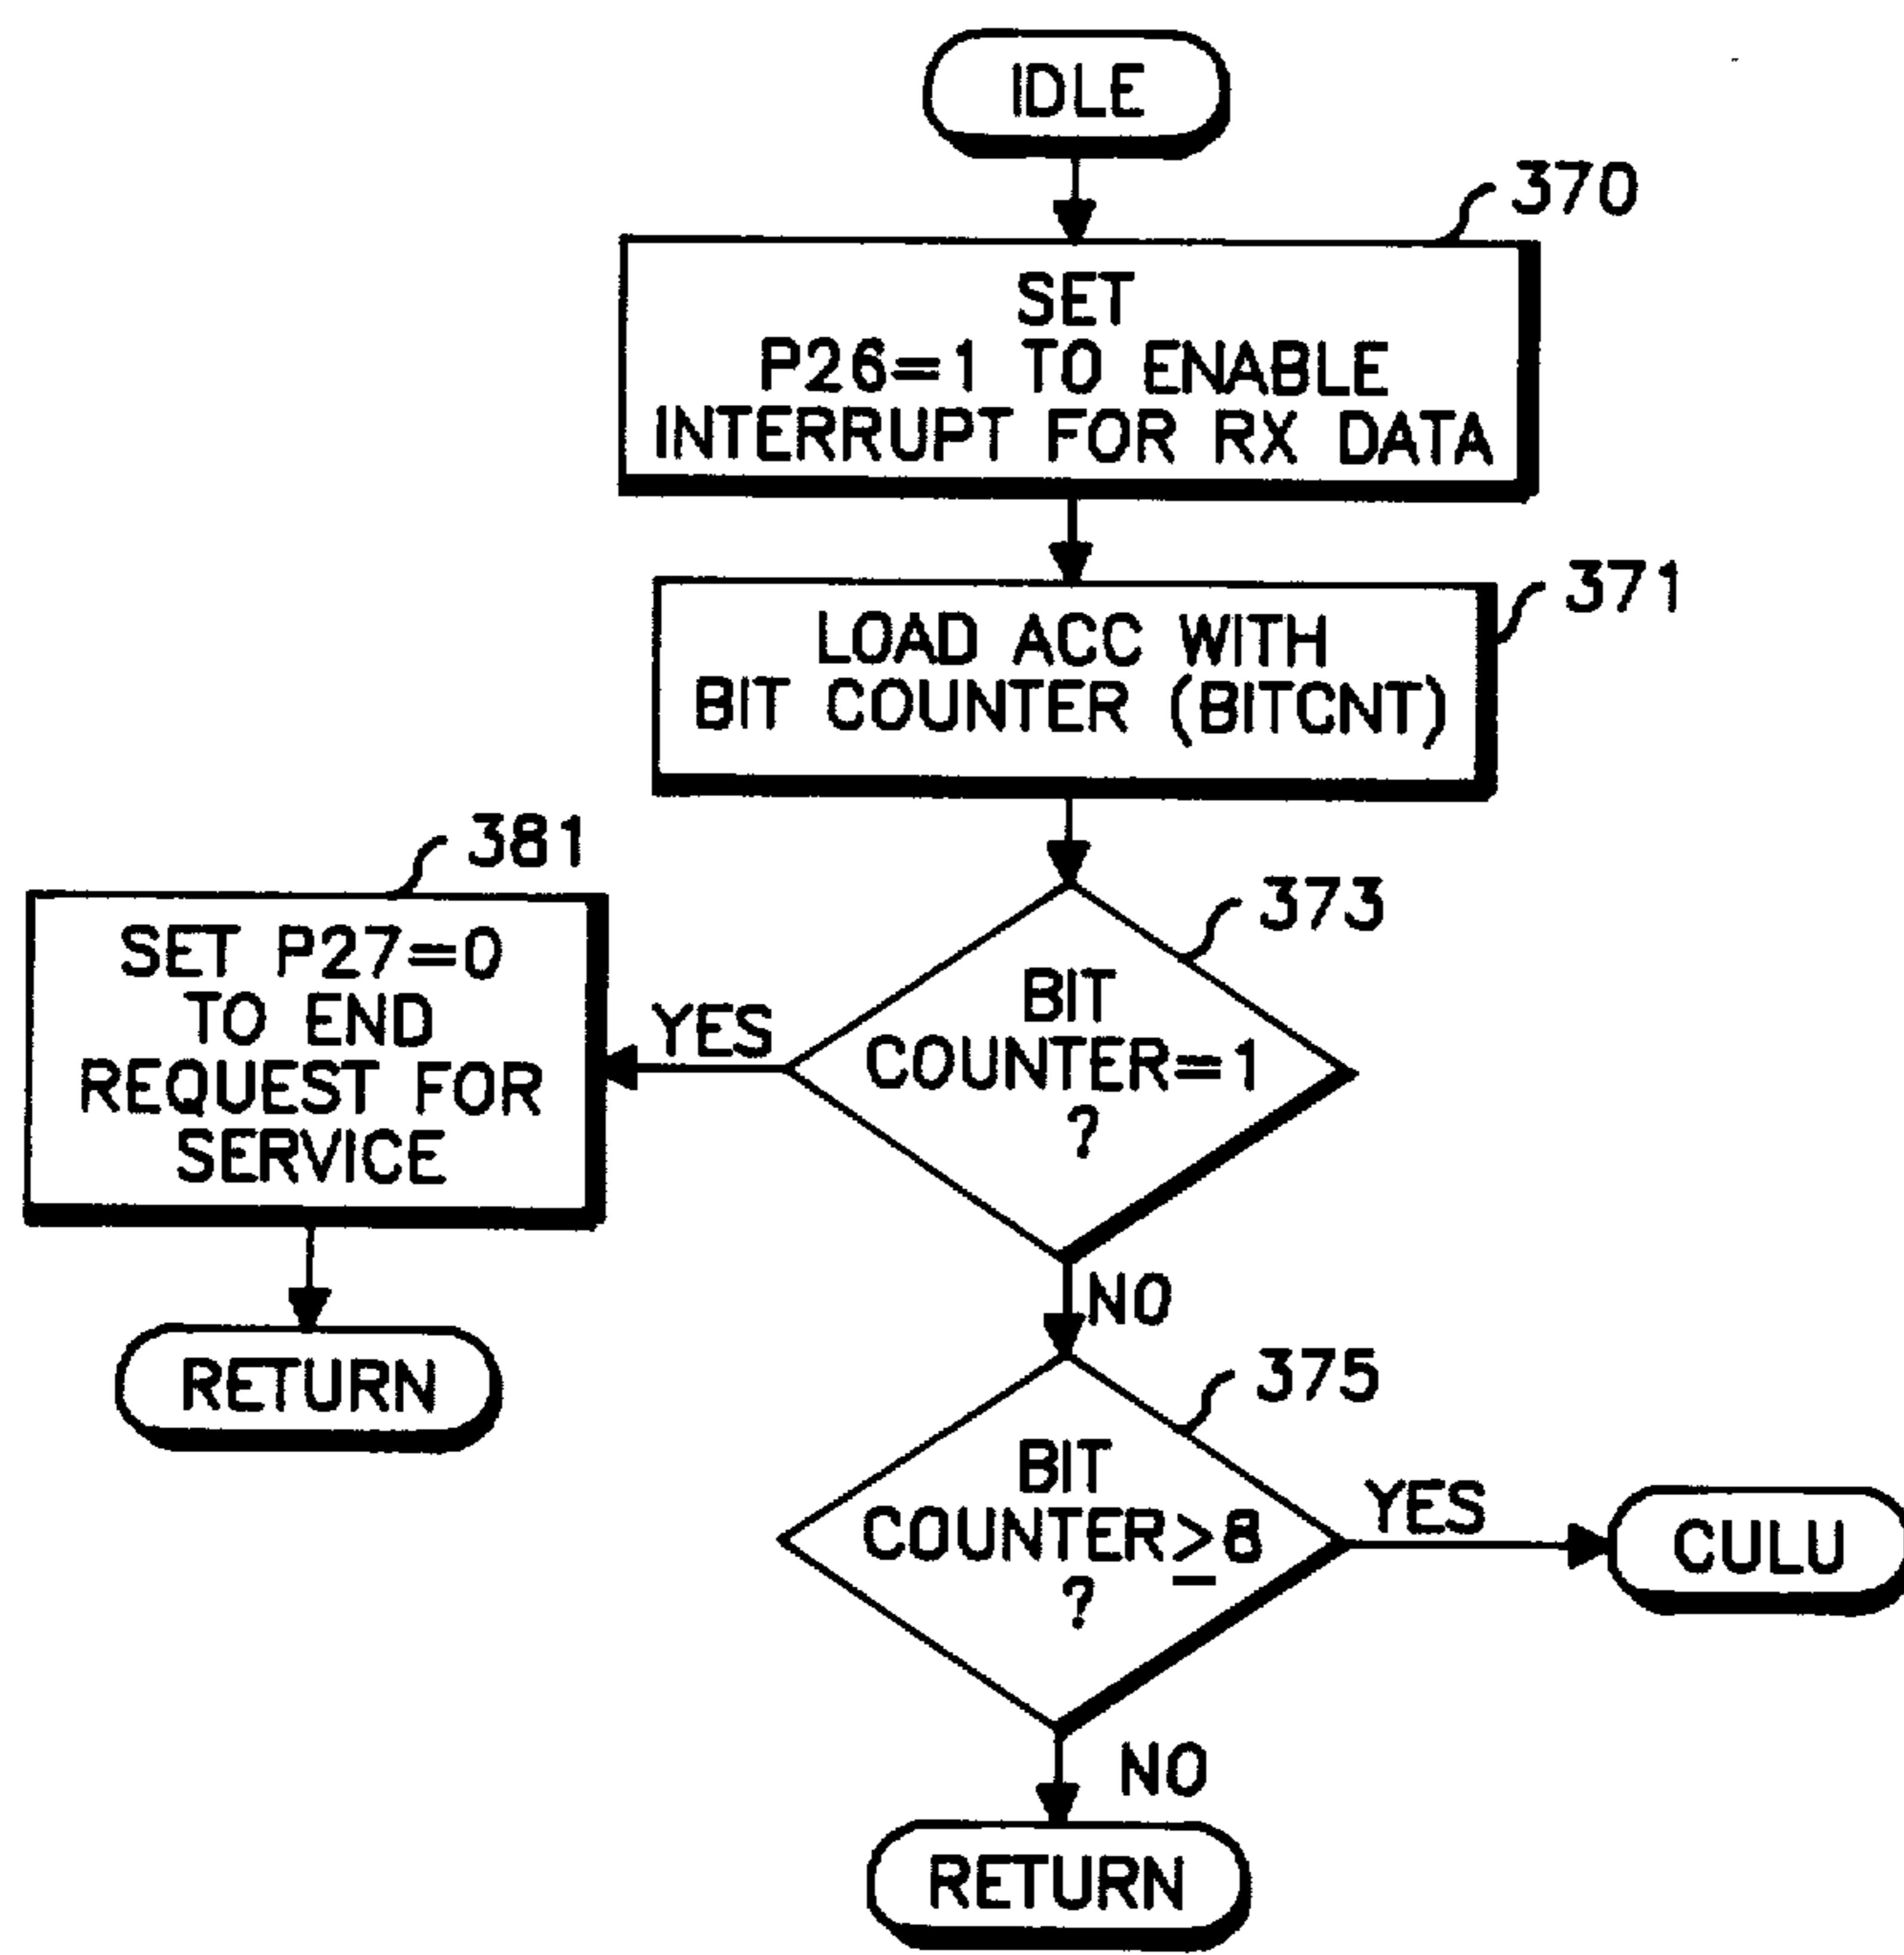 IDLE
370
SET
P26=1 TO ENABLE
INTERRUPT FOR RX DATA
371
LOAD ACC WITH
BIT COUNTER (BITCNT)
381
SET P27=0
TO END
REQUEST FOR
SERVICE
373
BIT
COUNTER=1
?
YES
NO
RETURN
375
BIT
COUNTER≥8
?
YES
CULU
NO
RETURN